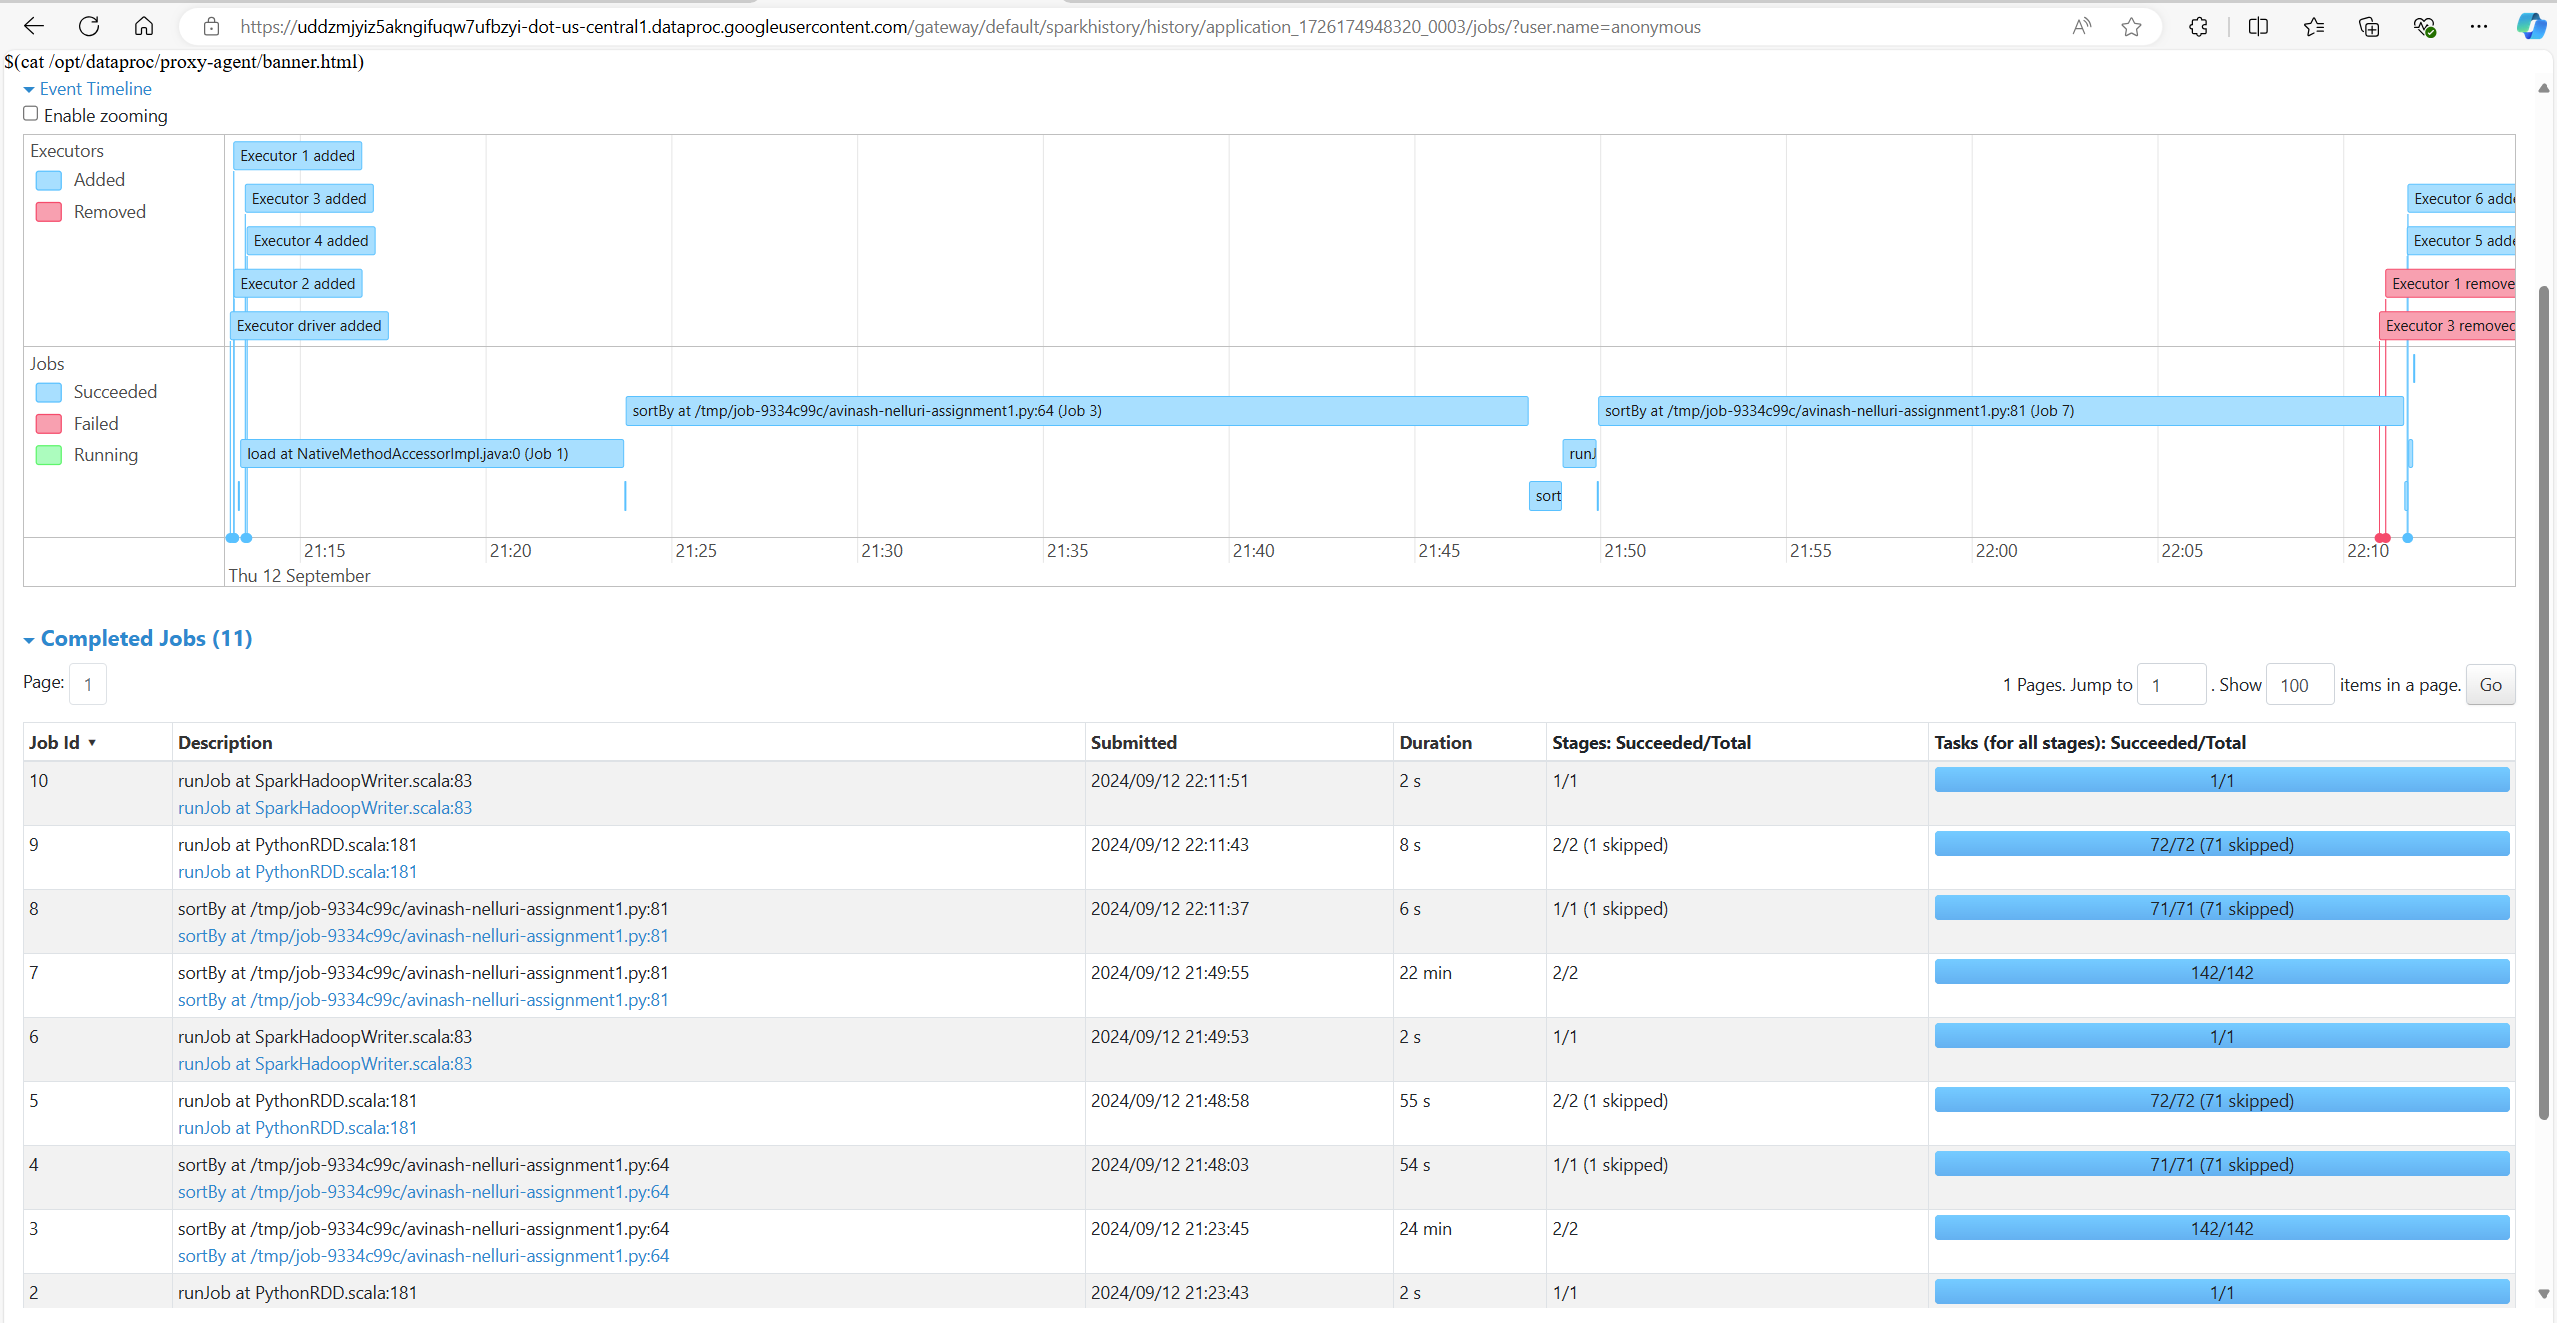 https://uddzmjyiz5akngifuqw7ufbzyi-dot-us-central1.dataproc.googleusercontent.com/gateway/default/sparkhistory/history/application_1726174948320_0003/jobs/?user.name=anonymous
$(cat /opt/dataproc/proxy-agent/banner.html)
Event Timeline
Enable zooming
Executors
Added
Removed
Executor 1 added
Executor 3 added
Executor 4 added
Executor 2 added
Executor driver added
Executor 6 adde
Executor 5 adde
Executor 1 remove
Executor 3 removed
Jobs
Succeeded
Failed
Running
sortBy at /tmp/job-9334c99c/avinash-nelluri-assignment1.py:64 (Job 3)
sortBy at /tmp/job-9334c99c/avinash-nelluri-assignment1.py:81 (Job 7)
load at NativeMethodAccessorImpl.java:0 (Job 1)
runJ
sort
21:15 21:20 21:25 21:30 21:35 21:40 21:45 21:50 21:55 22:00 22:05 22:10
Thu 12 September
Completed Jobs (11)
Page: 1
1 Pages. Jump to 1 . Show 100 items in a page. Go
Job Id ▾ Description Submitted Duration Stages: Succeeded/Total Tasks (for all stages): Succeeded/Total
10 runJob at SparkHadoopWriter.scala:83 2024/09/12 22:11:51 2 s 1/1 1/1
runJob at SparkHadoopWriter.scala:83
9 runJob at PythonRDD.scala:181 2024/09/12 22:11:43 8 s 2/2 (1 skipped) 72/72 (71 skipped)
runJob at PythonRDD.scala:181
8 sortBy at /tmp/job-9334c99c/avinash-nelluri-assignment1.py:81 2024/09/12 22:11:37 6 s 1/1 (1 skipped) 71/71 (71 skipped)
sortBy at /tmp/job-9334c99c/avinash-nelluri-assignment1.py:81
7 sortBy at /tmp/job-9334c99c/avinash-nelluri-assignment1.py:81 2024/09/12 21:49:55 22 min 2/2 142/142
sortBy at /tmp/job-9334c99c/avinash-nelluri-assignment1.py:81
6 runJob at SparkHadoopWriter.scala:83 2024/09/12 21:49:53 2 s 1/1 1/1
runJob at SparkHadoopWriter.scala:83
5 runJob at PythonRDD.scala:181 2024/09/12 21:48:58 55 s 2/2 (1 skipped) 72/72 (71 skipped)
runJob at PythonRDD.scala:181
4 sortBy at /tmp/job-9334c99c/avinash-nelluri-assignment1.py:64 2024/09/12 21:48:03 54 s 1/1 (1 skipped) 71/71 (71 skipped)
sortBy at /tmp/job-9334c99c/avinash-nelluri-assignment1.py:64
3 sortBy at /tmp/job-9334c99c/avinash-nelluri-assignment1.py:64 2024/09/12 21:23:45 24 min 2/2 142/142
sortBy at /tmp/job-9334c99c/avinash-nelluri-assignment1.py:64
2 runJob at PythonRDD.scala:181 2024/09/12 21:23:43 2 s 1/1 1/1